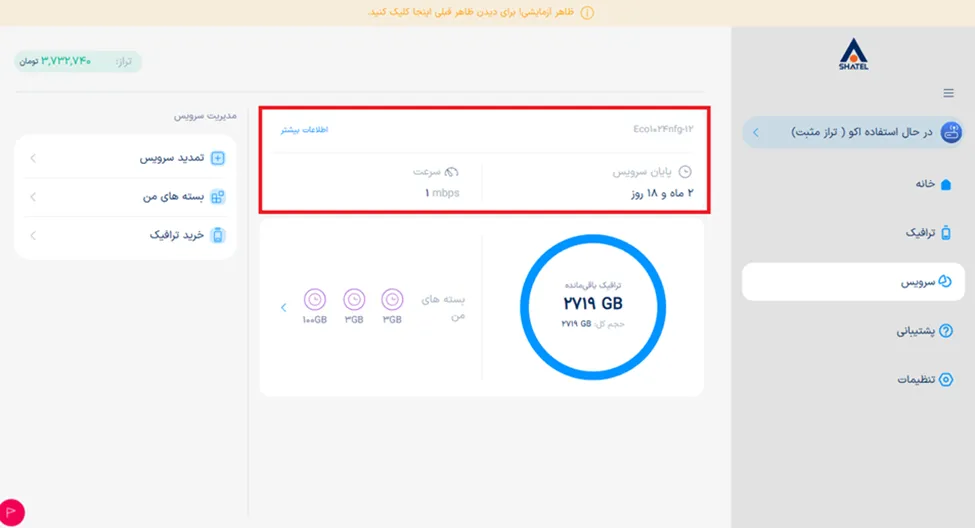 ظاهر آزمایشی! برای دیدن ظاهر قبلی اینجا کلیک کنید.
SHATEL
در حال استفاده اکو ( تراز مثبت)
خانه
ترافیک
سرویس
پشتیبانی
تنظیمات
تراز: ۳,۷۳۲,۷۴۰ تومان
Eco۱۰۲۴nfg-۱۲
اطلاعات بیشتر
پایان سرویس
۲ ماه و ۱۸ روز
سرعت
۱ mbps
ترافیک باقی‌مانده
۲۷۱۹ GB
حجم کل: ۲۷۱۹ GB
بسته های
من
۳GB
۳GB
۱۰۰GB
مدیریت سرویس
تمدید سرویس
بسته های من
خرید ترافیک